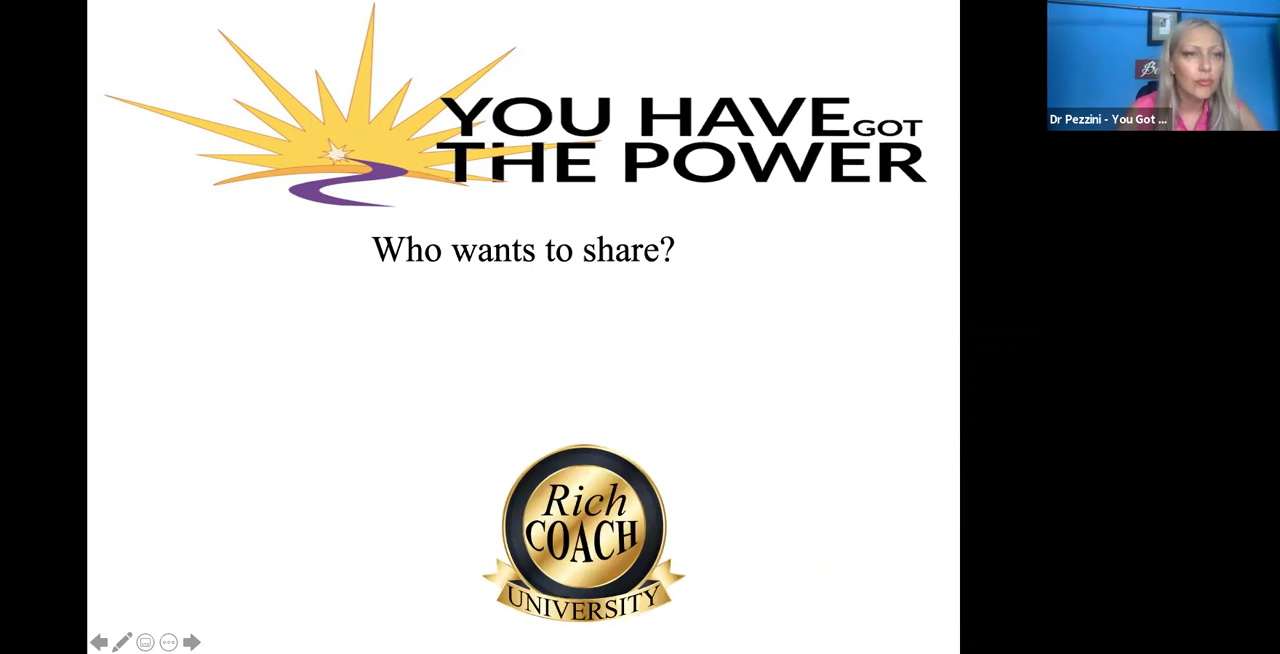 YOU HAVE GOT
THE POWER
Who wants to share?
Rich
COACH
UNIVERSITY
Dr Pezzini - You Got ...